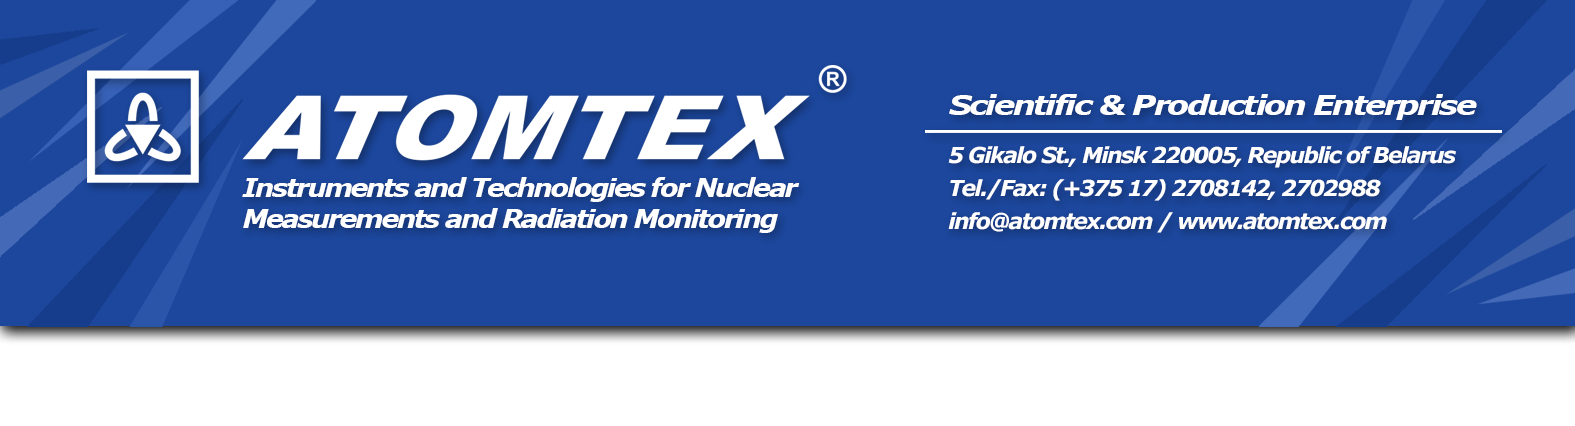 ATOMTEX ®
Instruments and Technologies for Nuclear
Measurements and Radiation Monitoring
Scientific & Production Enterprise
5 Gikalo St., Minsk 220005, Republic of Belarus
Tel./Fax: (+375 17) 2708142, 2702988
info@atomtex.com / www.atomtex.com